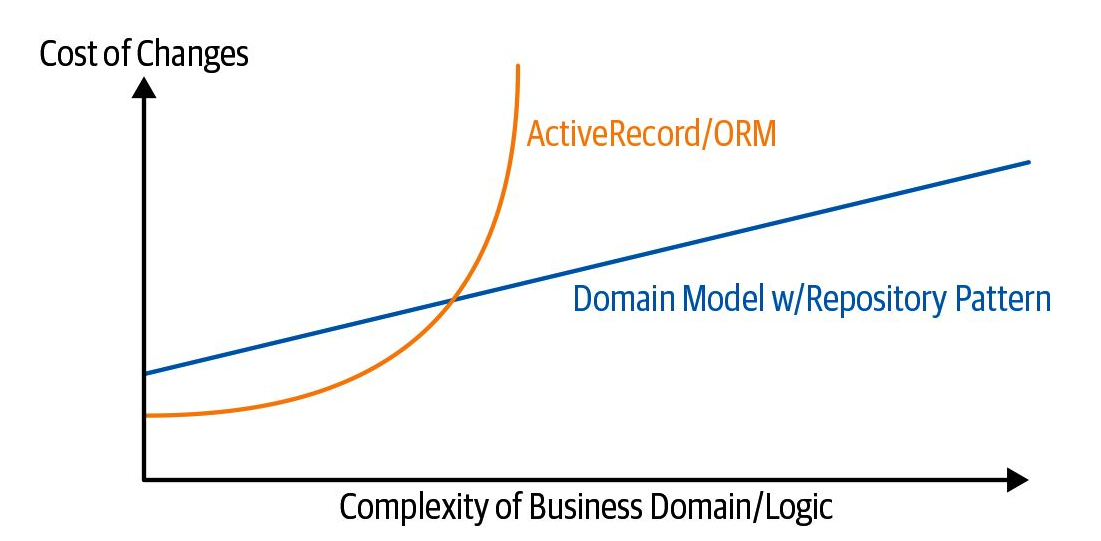 Cost of Changes
ActiveRecord/ORM
Domain Model w/Repository Pattern
Complexity of Business Domain/Logic